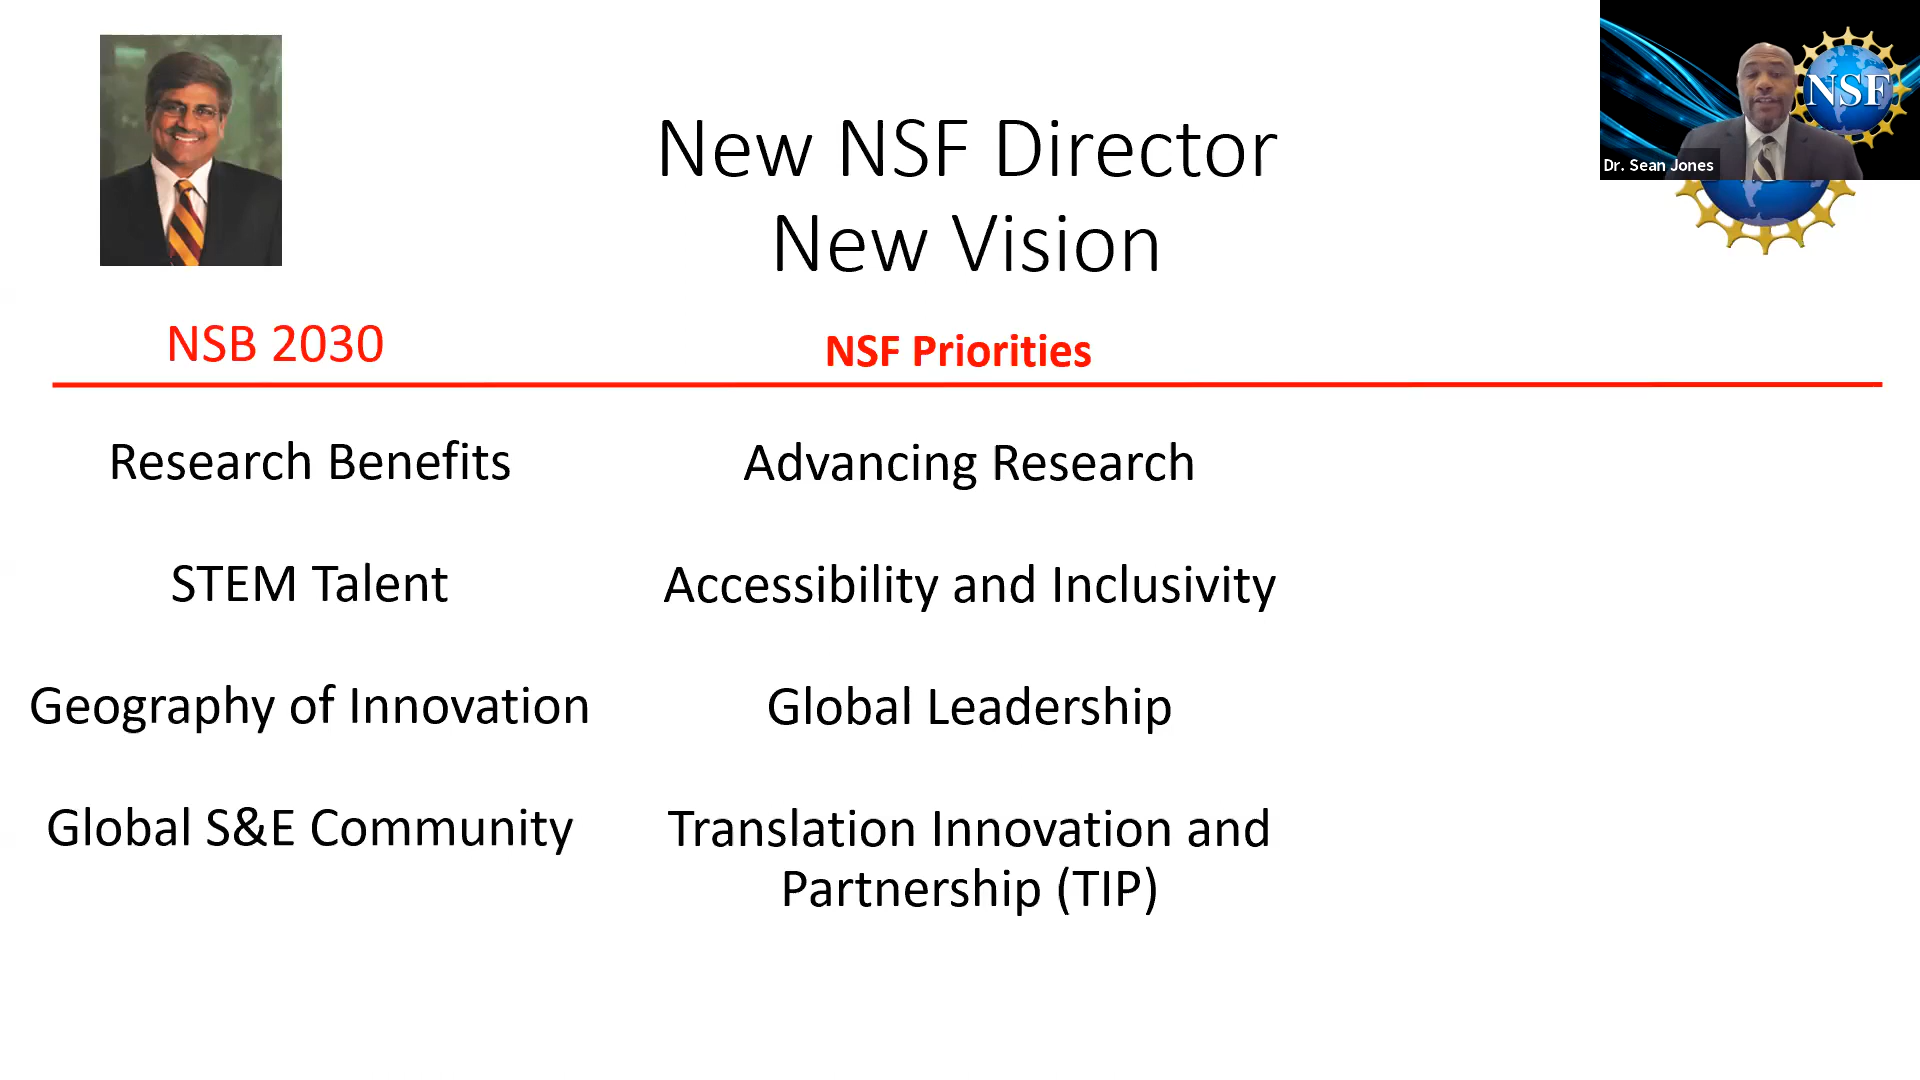 New NSF Director
New Vision
NSF
Dr. Sean Jones
NSB 2030
NSF Priorities
Research Benefits
Advancing Research
STEM Talent
Accessibility and Inclusivity
Geography of Innovation
Global Leadership
Global S&E Community
Translation Innovation and
Partnership (TIP)